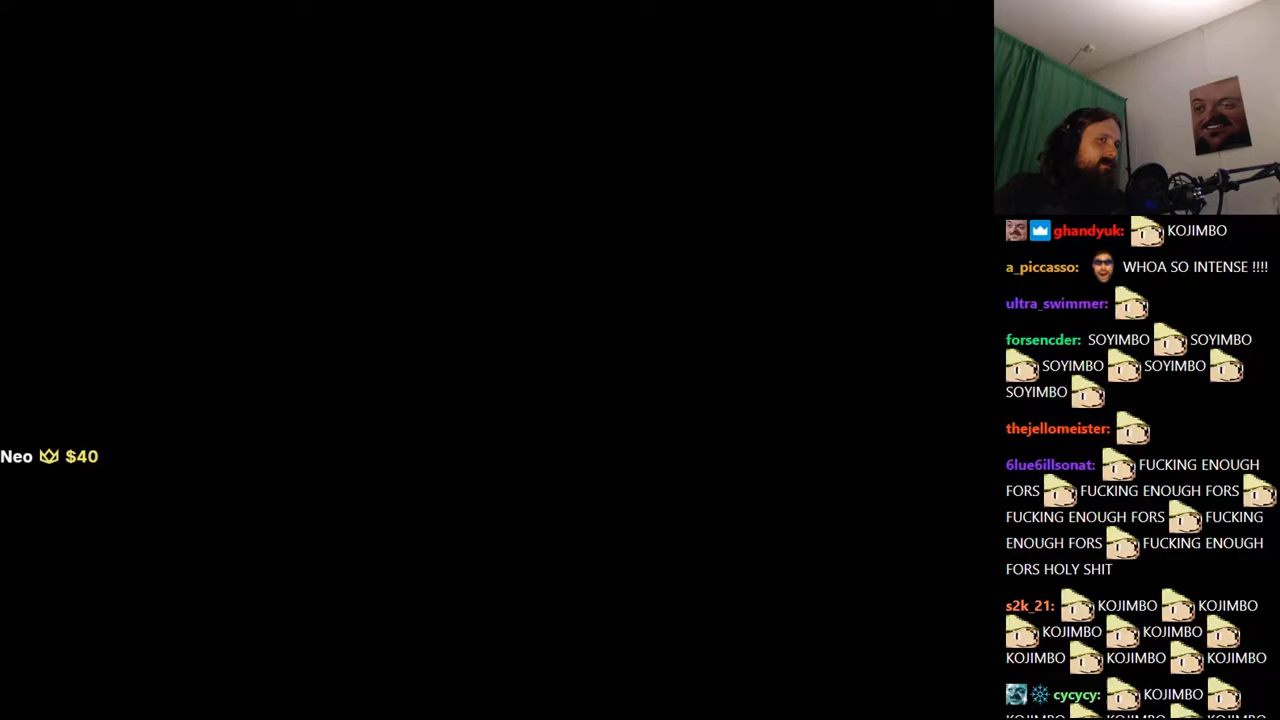 ghandyuk: KOJIMBO
a_piccasso: WHOA SO INTENSE !!!!
ultra_swimmer:
forsencder: SOYIMBO SOYIMBO
SOYIMBO SOYIMBO
SOYIMBO
thejellomeister:
Neo $40
6lue6illsonat: FUCKING ENOUGH
FORS FUCKING ENOUGH FORS
FUCKING ENOUGH FORS FUCKING
ENOUGH FORS FUCKING ENOUGH
FORS HOLY SHIT
s2k_21: KOJIMBO KOJIMBO
KOJIMBO KOJIMBO
KOJIMBO KOJIMBO KOJIMBO
cycycy: KOJIMBO